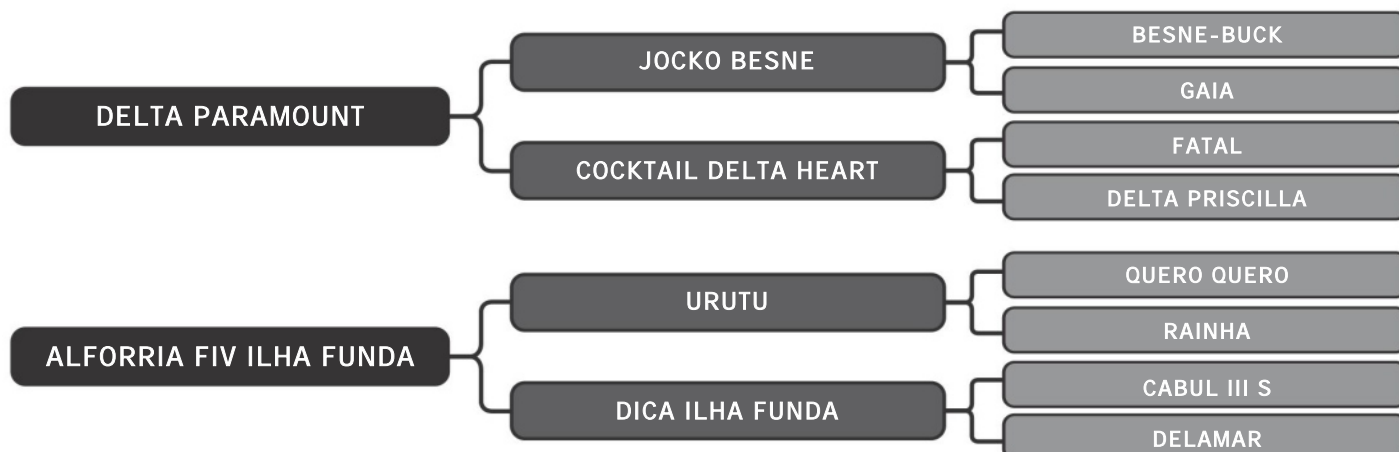 DELTA PARAMOUNT
JOCKO BESNE
BESNE-BUCK
GAIA
COCKTAIL DELTA HEART
FATAL
DELTA PRISCILLA
ALFORRIA FIV ILHA FUNDA
URUTU
QUERO QUERO
RAINHA
DICA ILHA FUNDA
CABUL III S
DELAMAR